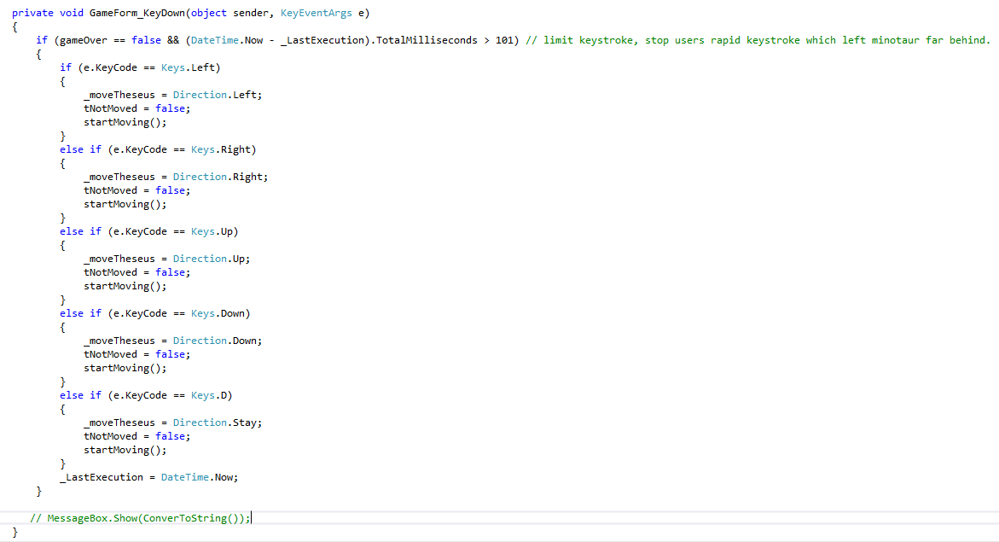 private void GameForm_KeyDown(object sender, KeyEventArgs e)
{
if (gameOver == false && (DateTime.Now - _LastExecution).TotalMilliseconds > 101) // limit keystroke, stop users rapid keystroke which left minotaur far behind.
{
if (e.KeyCode == Keys.Left)
{
_moveTheseus = Direction.Left;
tNotMoved = false;
startMoving();
}
else if (e.KeyCode == Keys.Right)
{
_moveTheseus = Direction.Right;
tNotMoved = false;
startMoving();
}
else if (e.KeyCode == Keys.Up)
{
_moveTheseus = Direction.Up;
tNotMoved = false;
startMoving();
}
else if (e.KeyCode == Keys.Down)
{
_moveTheseus = Direction.Down;
tNotMoved = false;
startMoving();
}
else if (e.KeyCode == Keys.D)
{
_moveTheseus = Direction.Stay;
tNotMoved = false;
startMoving();
}
_LastExecution = DateTime.Now;
}
// MessageBox.Show(ConverToString());
}